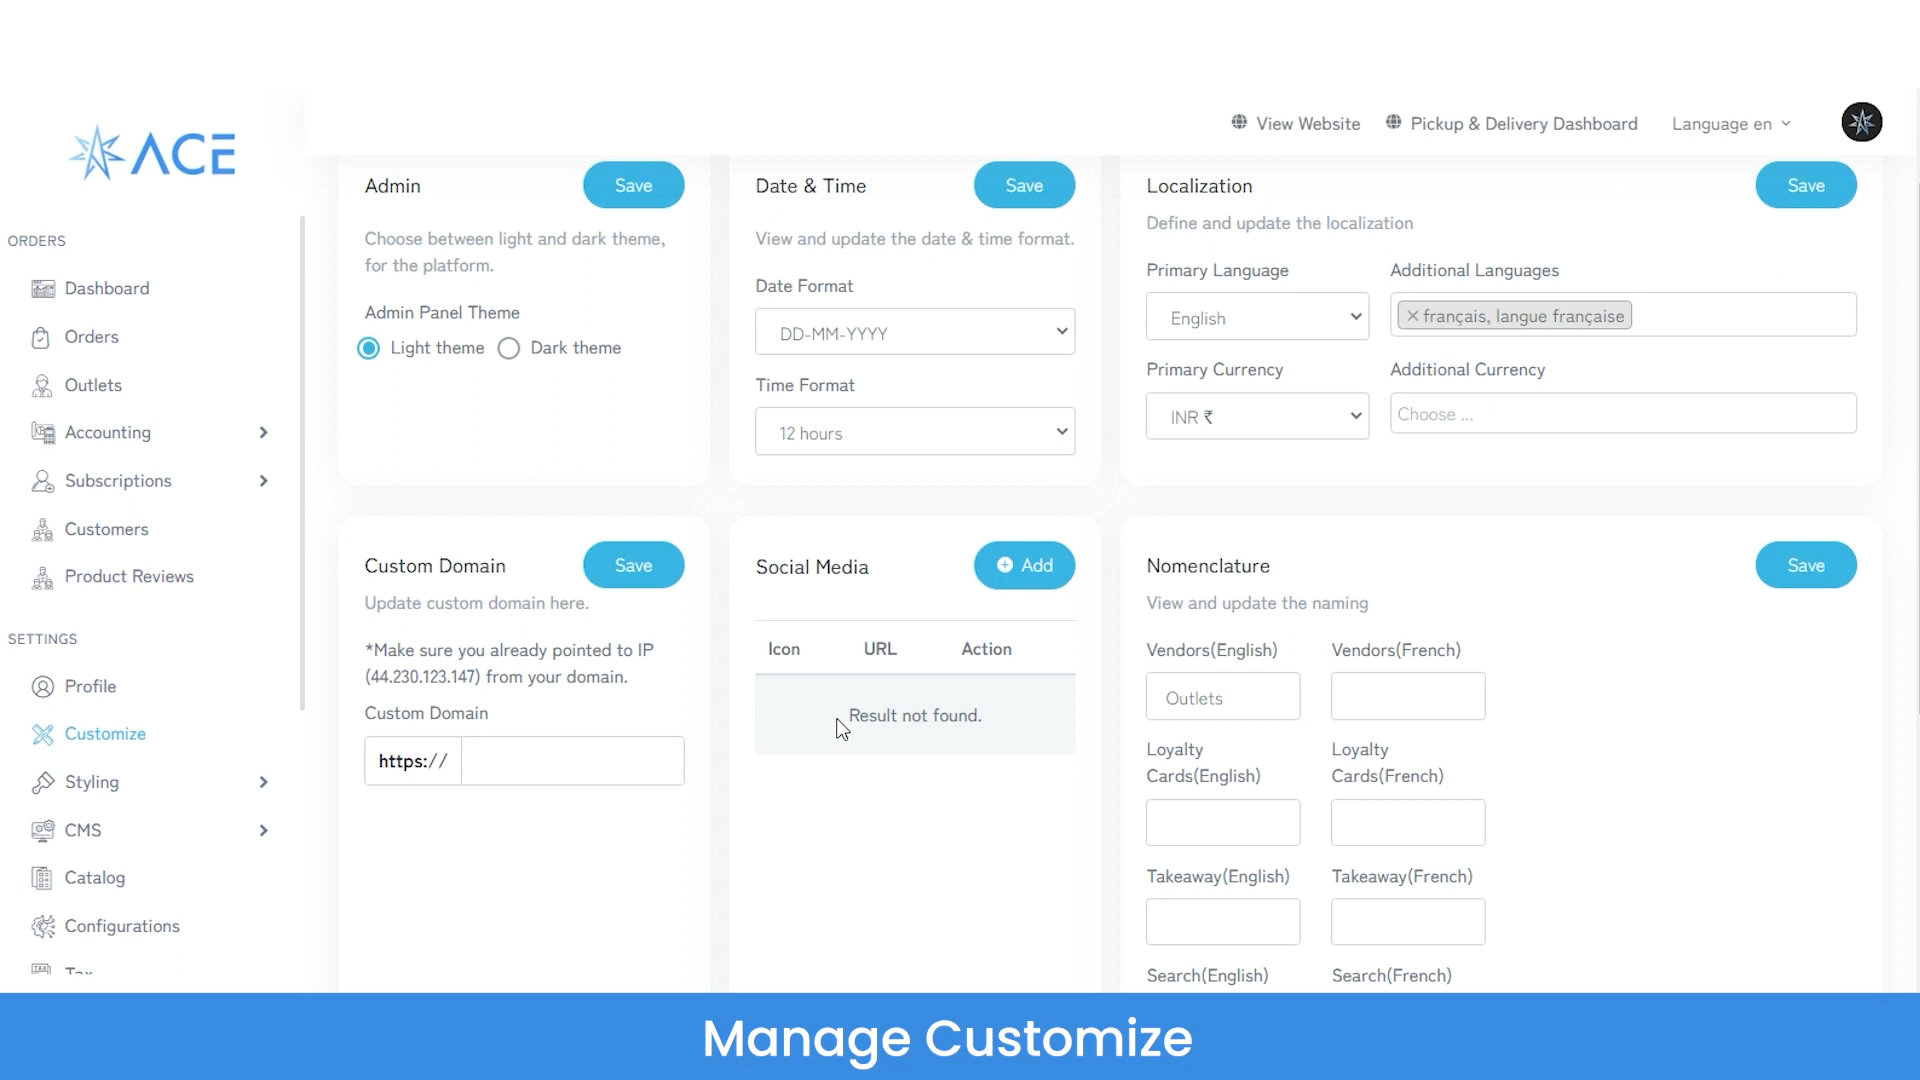 ACE
View Website
Pickup & Delivery Dashboard
Language en
ORDERS
Dashboard
Orders
Outlets
Accounting
Subscriptions
Customers
Product Reviews
SETTINGS
Profile
Customize
Styling
CMS
Catalog
Configurations
Tax
Admin
Save
Choose between light and dark theme,
for the platform.
Admin Panel Theme
Light theme
Dark theme
Date & Time
Save
View and update the date & time format.
Date Format
DD-MM-YYYY
Time Format
12 hours
Localization
Save
Define and update the localization
Primary Language
Additional Languages
English
× français, langue française
Primary Currency
Additional Currency
INR ₹
Choose ...
Custom Domain
Save
Update custom domain here.
*Make sure you already pointed to IP
(44.230.123.147) from your domain.
Custom Domain
https://
Social Media
Add
Icon URL Action
Result not found.
Nomenclature
Save
View and update the naming
Vendors(English)
Vendors(French)
Outlets
Loyalty
Cards(English)
Loyalty
Cards(French)
Takeaway(English)
Takeaway(French)
Search(English)
Search(French)
Manage Customize